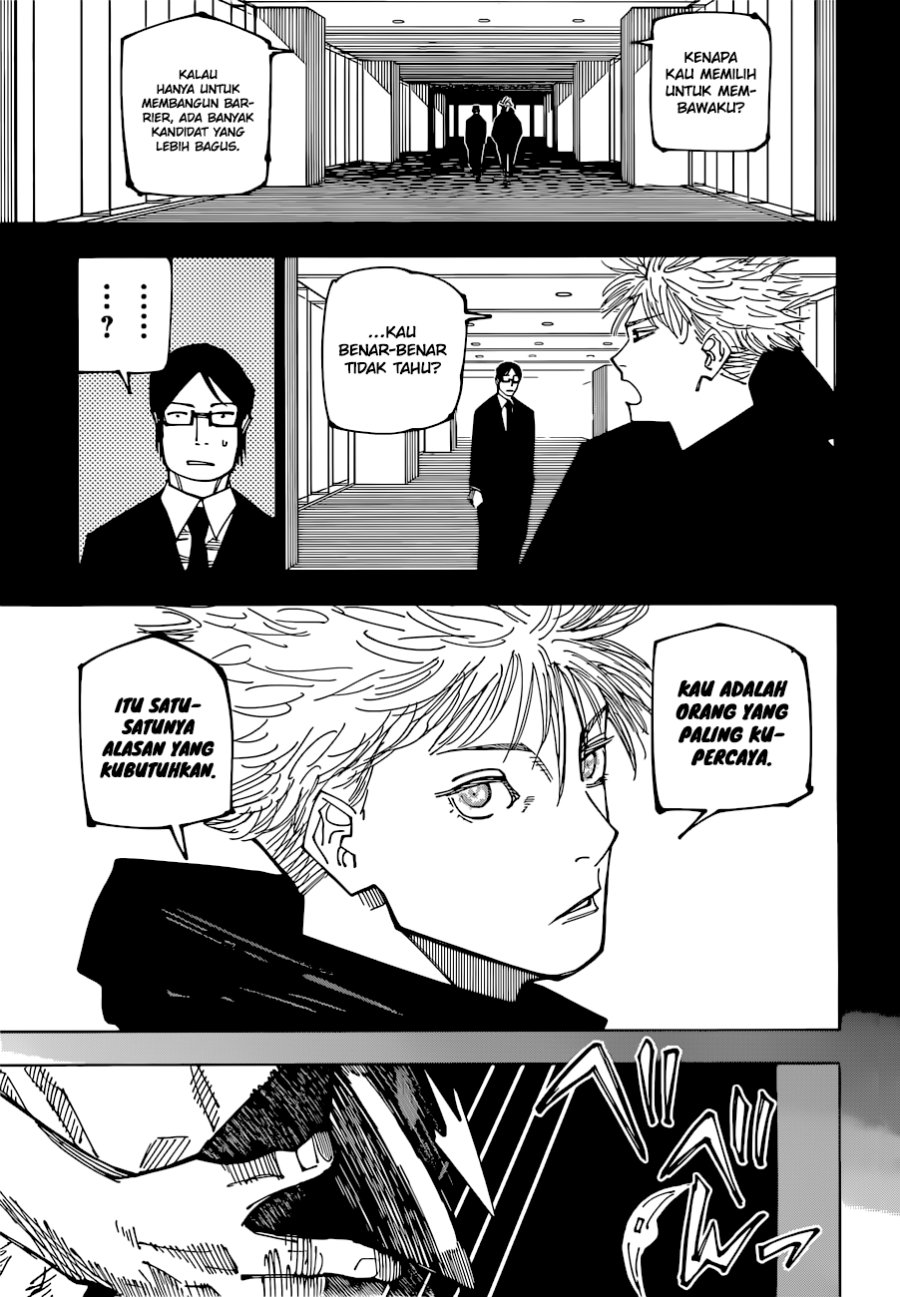 KENAPA
KAU MEMILIH
UNTUK MEM-
BAWAKU?
KALAU
HANYA UNTUK
MEMBANGUN BAR-
RIER, ADA BANYAK
KANDIDAT YANG
LEBIH BAGUS.
...KAU
BENAR-BENAR
TIDAK TAHU?
......
...?
KAU ADALAH
ORANG YANG
PALING KU-
PERCAYA.
ITU SATU-
SATUNYA
ALASAN YANG
KUBUTUHKAN.